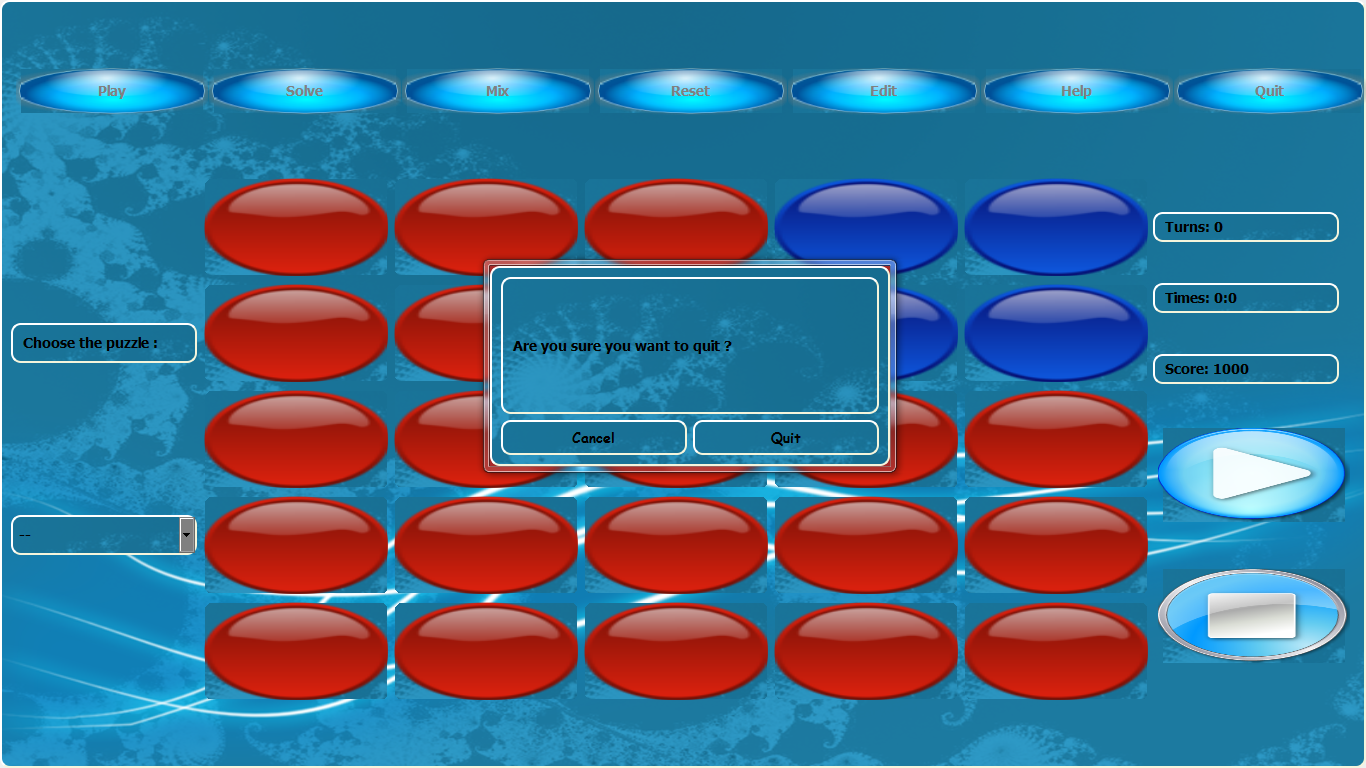 Play Solve Mix Reset Edit Help Quit
Turns: 0
Times: 0:0
Choose the puzzle :
Are you sure you want to quit ?
Score: 1000
Cancel Quit
--